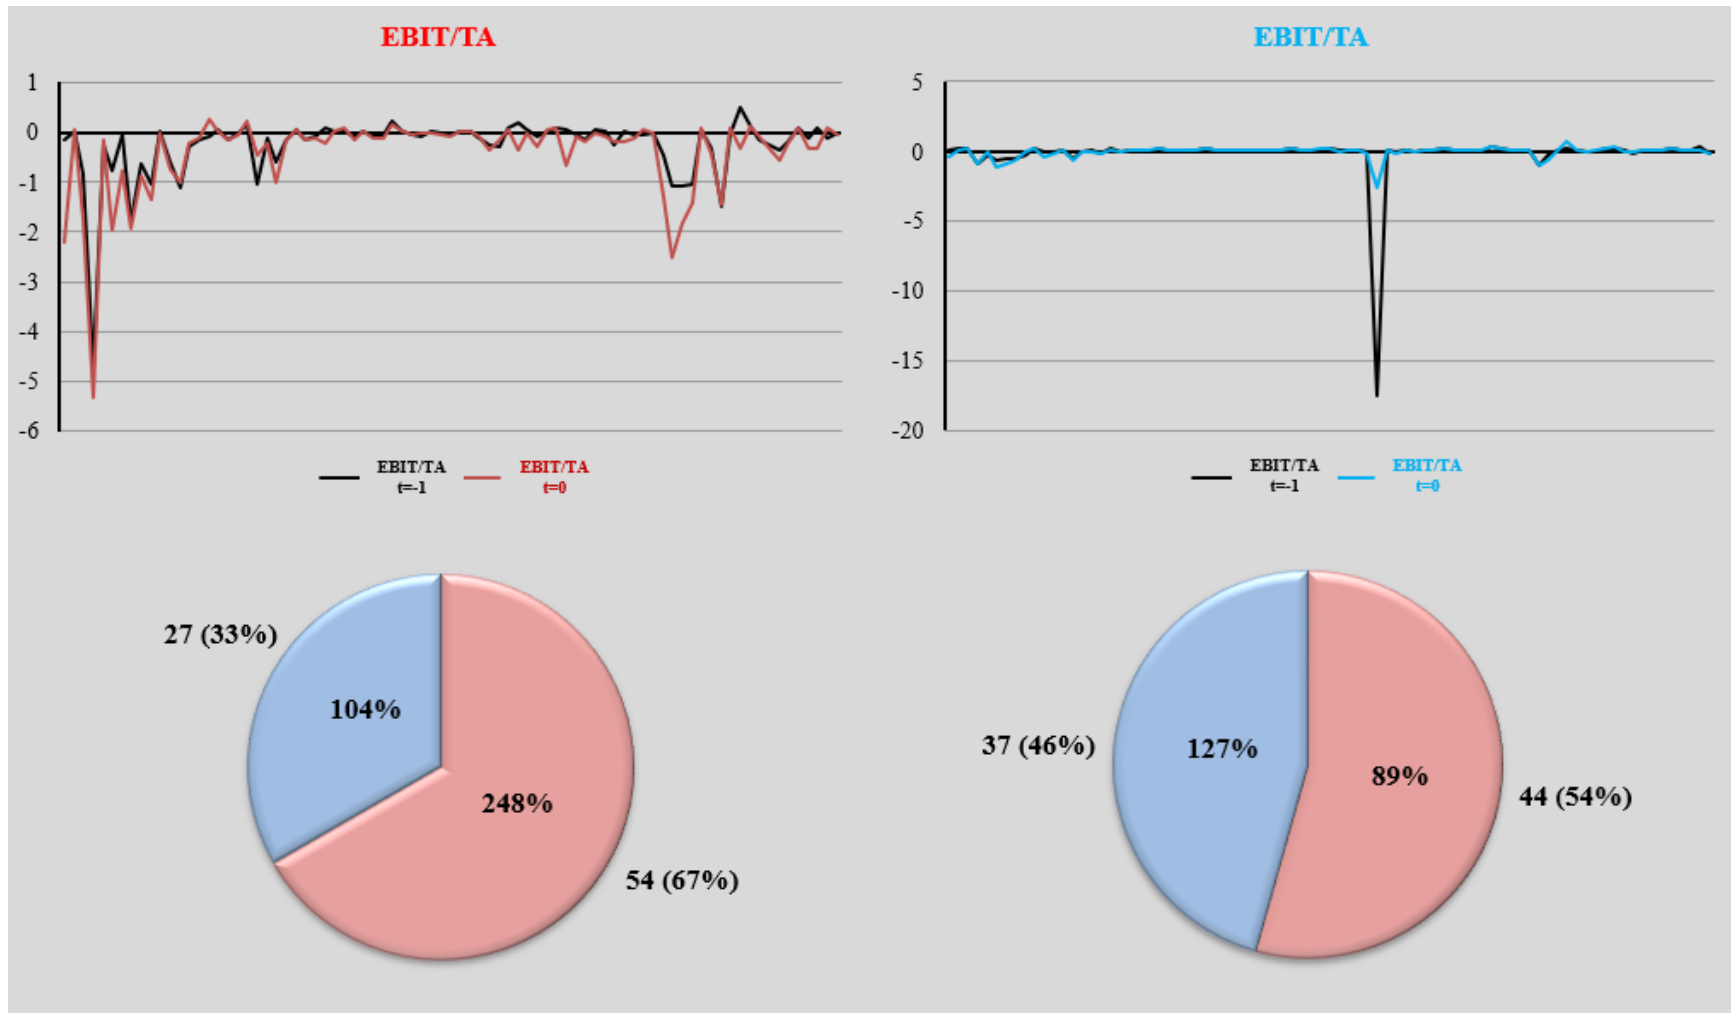 EBIT/TA
1
0
-1
-2
-3
-4
-5
-6
EBIT/TA
t=-1
EBIT/TA
t=0
EBIT/TA
5
0
-5
-10
-15
-20
EBIT/TA
t=-1
EBIT/TA
t=0
27 (33%)
104%
248%
54 (67%)
37 (46%)
127%
89%
44 (54%)